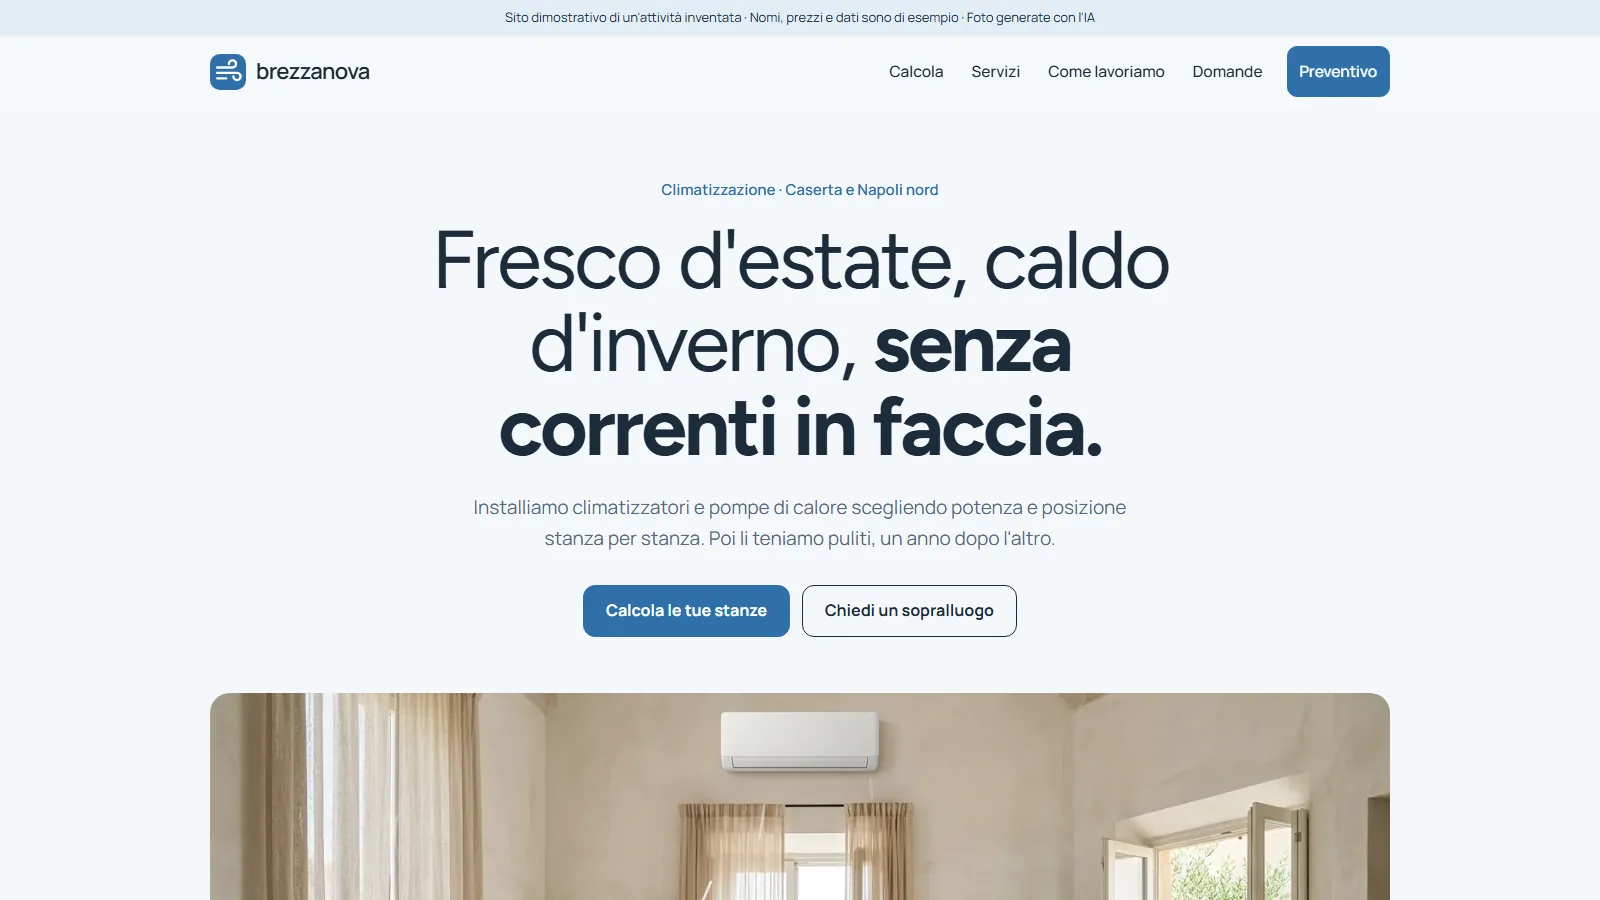 Sito dimostrativo di un'attività inventata · Nomi, prezzi e dati sono di esempio · Foto generate con l'IA
brezzanova
Calcola
Servizi
Come lavoriamo
Domande
Preventivo
Climatizzazione · Caserta e Napoli nord
Fresco d'estate, caldo
d'inverno, senza
correnti in faccia.
Installiamo climatizzatori e pompe di calore scegliendo potenza e posizione
stanza per stanza. Poi li teniamo puliti, un anno dopo l'altro.
Calcola le tue stanze
Chiedi un sopralluogo